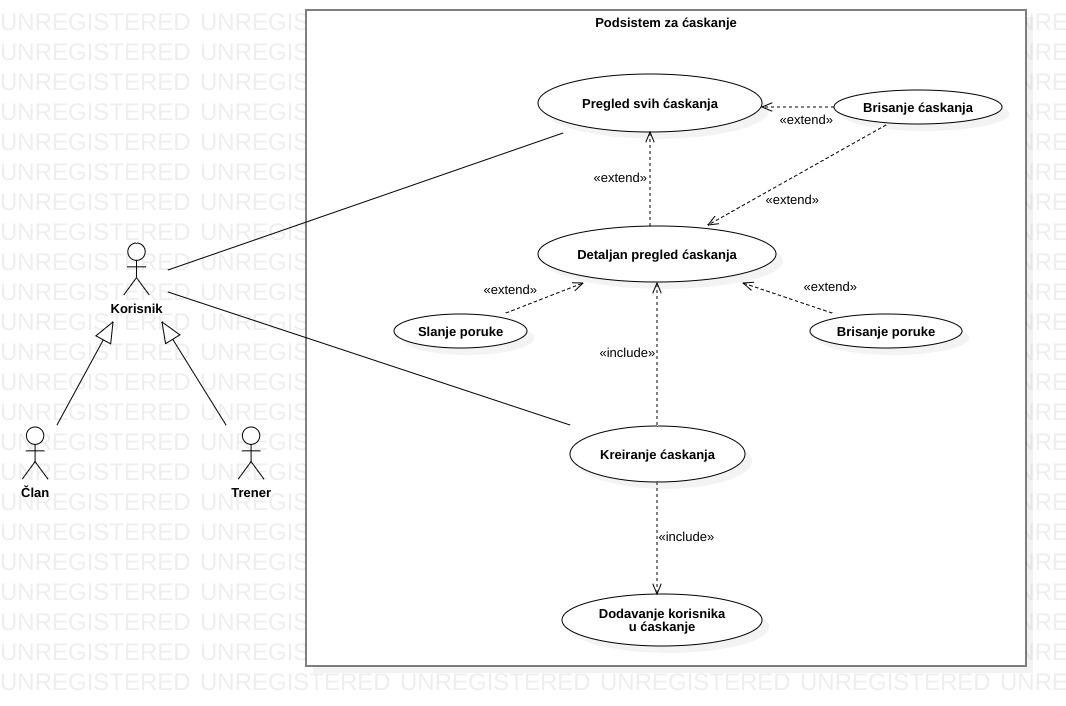 Podsistem za ćaskanje
Pregled svih ćaskanja
Brisanje ćaskanja
«extend»
«extend»
«extend»
Detaljan pregled ćaskanja
«extend»
«extend»
Korisnik
Slanje poruke
Brisanje poruke
«include»
Kreiranje ćaskanja
Član
Trener
«include»
Dodavanje korisnika
u ćaskanje
UNREGISTERED UNREGISTERED UNREGISTERED UNREGISTERED UNREGISTERED UNRE